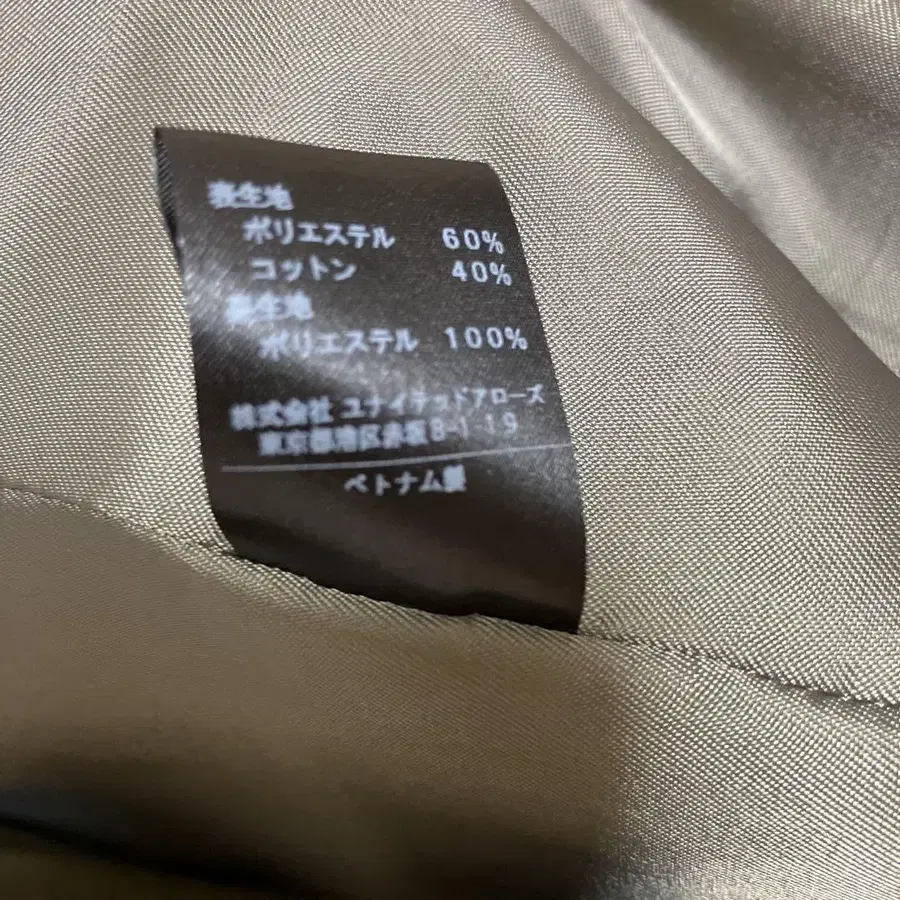 表生地
ポリエステル 60%
コットン 40%
裏生地
ポリエステル 100%
株式会社 ユナイテッドアローズ
東京都港区赤坂8-1-19
ベトナム製